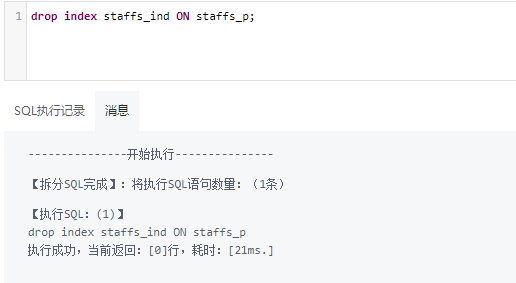 1 drop index staffs_ind ON staffs_p;
SQL执行记录 消息
---------------开始执行---------------
【拆分SQL完成】：将执行SQL语句数量：（1条）
【执行SQL：(1)】
drop index staffs_ind ON staffs_p
执行成功，当前返回：[0]行，耗时：[21ms.]